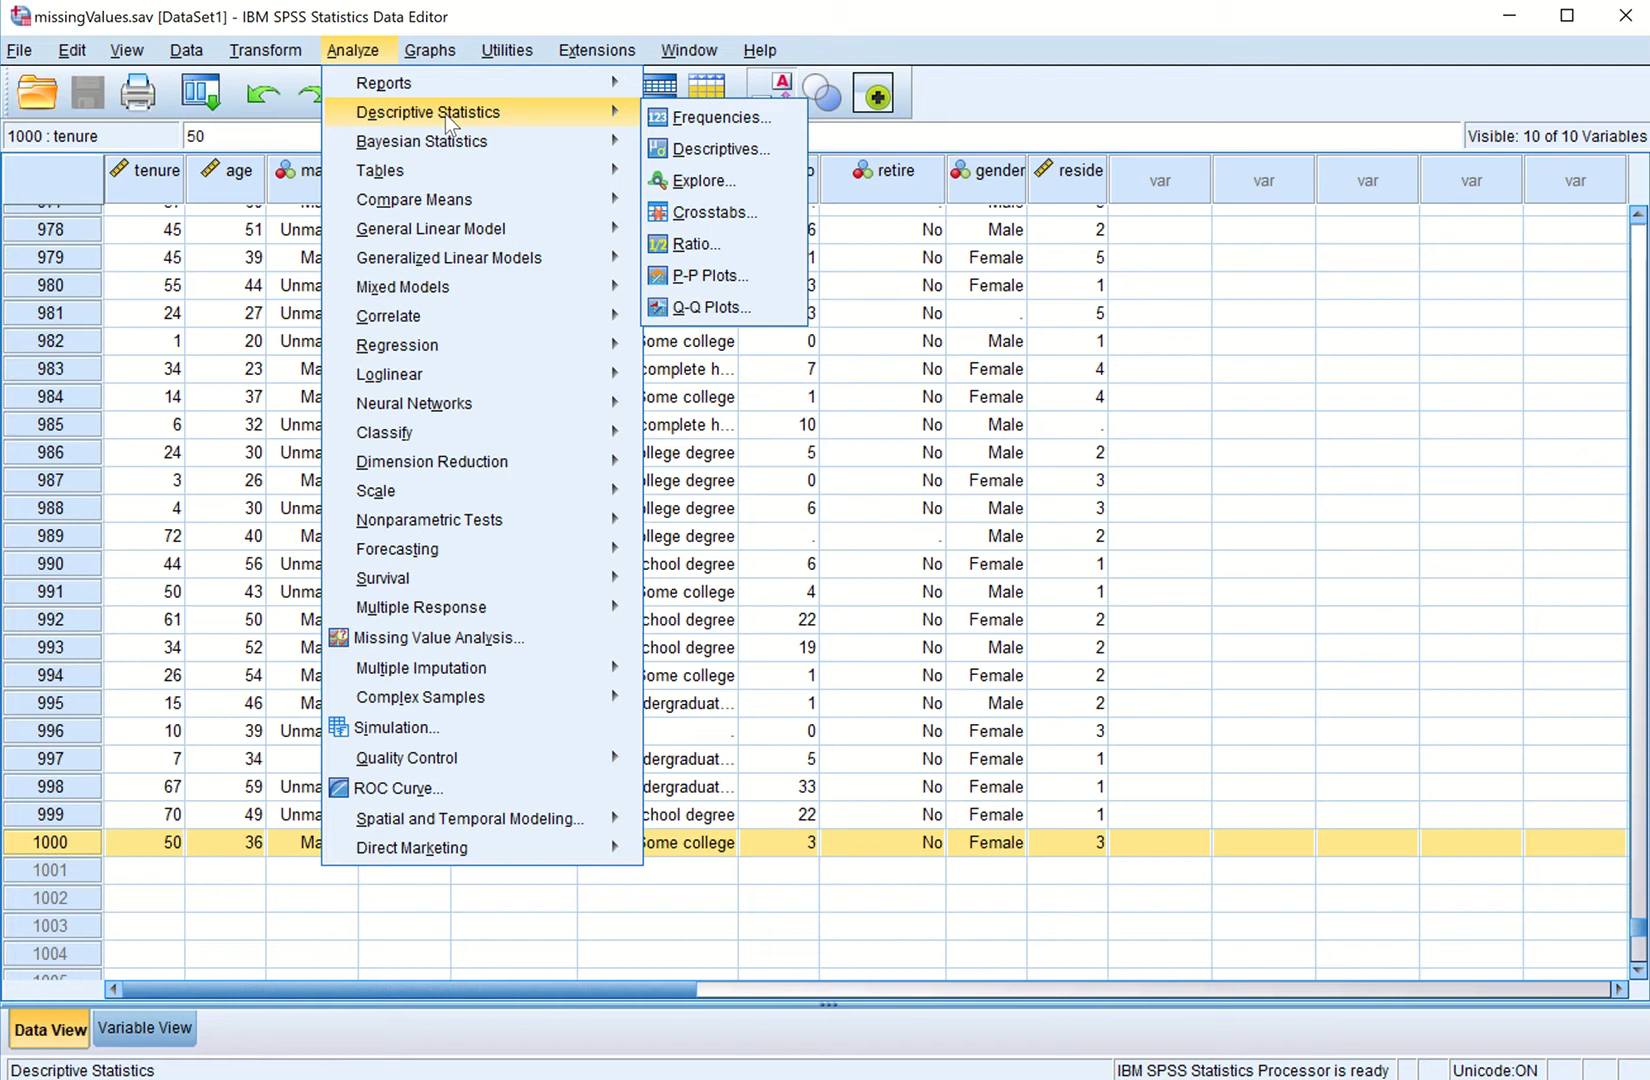 missingValues.sav [DataSet1] - IBM SPSS Statistics Data Editor
File Edit View Data Transform Analyze Graphs Utilities Extensions Window Help
1000 : tenure 50 Visible: 10 of 10 Variables
tenure age retire gender reside var var var var var
Reports
Descriptive Statistics
Bayesian Statistics
Tables
Compare Means
General Linear Model
Generalized Linear Models
Mixed Models
Correlate
Regression
Loglinear
Neural Networks
Classify
Dimension Reduction
Scale
Nonparametric Tests
Forecasting
Survival
Multiple Response
Missing Value Analysis...
Multiple Imputation
Complex Samples
Simulation...
Quality Control
ROC Curve...
Spatial and Temporal Modeling...
Direct Marketing
Frequencies...
Descriptives...
Explore...
Crosstabs...
Ratio...
P-P Plots...
Q-Q Plots...
978 45 51 Unma 6 No Male 2
979 45 39 Ma 1 No Female 5
980 55 44 Unma 3 No Female 1
981 24 27 Unma 3 No . 5
982 1 20 Unma Some college 0 No Male 1
983 34 23 Ma complete h... 7 No Female 4
984 14 37 Ma Some college 1 No Female 4
985 6 32 Unma complete h... 10 No Male .
986 24 30 Unma ollege degree 5 No Male 2
987 3 26 Ma ollege degree 0 No Female 3
988 4 30 Unma ollege degree 6 No Male 3
989 72 40 Ma ollege degree . . Male 2
990 44 56 Unma chool degree 6 No Female 1
991 50 43 Unma Some college 4 No Male 1
992 61 50 Ma chool degree 22 No Female 2
993 34 52 Ma chool degree 19 No Male 2
994 26 54 Ma Some college 1 No Female 2
995 15 46 Ma dergraduat... 1 No Male 2
996 10 39 Unma . 0 No Female 3
997 7 34 dergraduat... 5 No Female 1
998 67 59 Unma dergraduat... 33 No Female 1
999 70 49 Unma chool degree 22 No Female 1
1000 50 36 Ma Some college 3 No Female 3
1001
1002
1003
1004
Data View Variable View
Descriptive Statistics IBM SPSS Statistics Processor is ready Unicode:ON